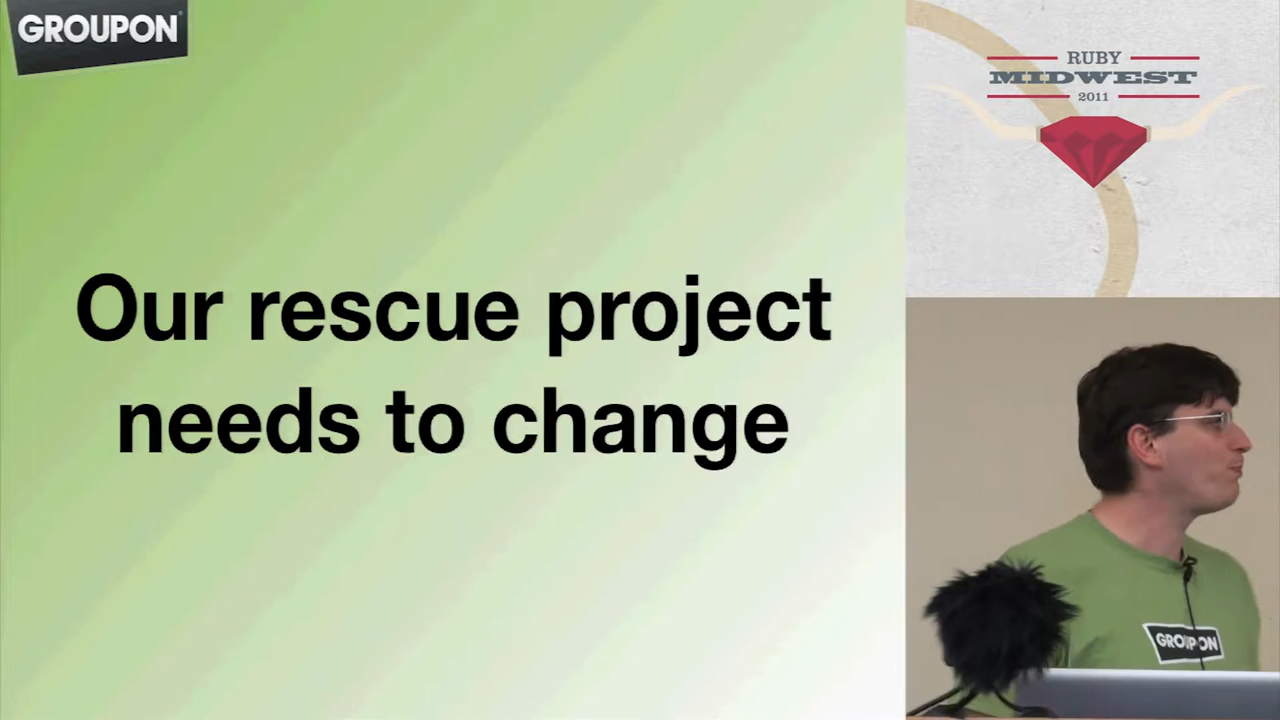 GROUPON
Our rescue project
needs to change
RUBY
MIDWEST
2011
GROUPON